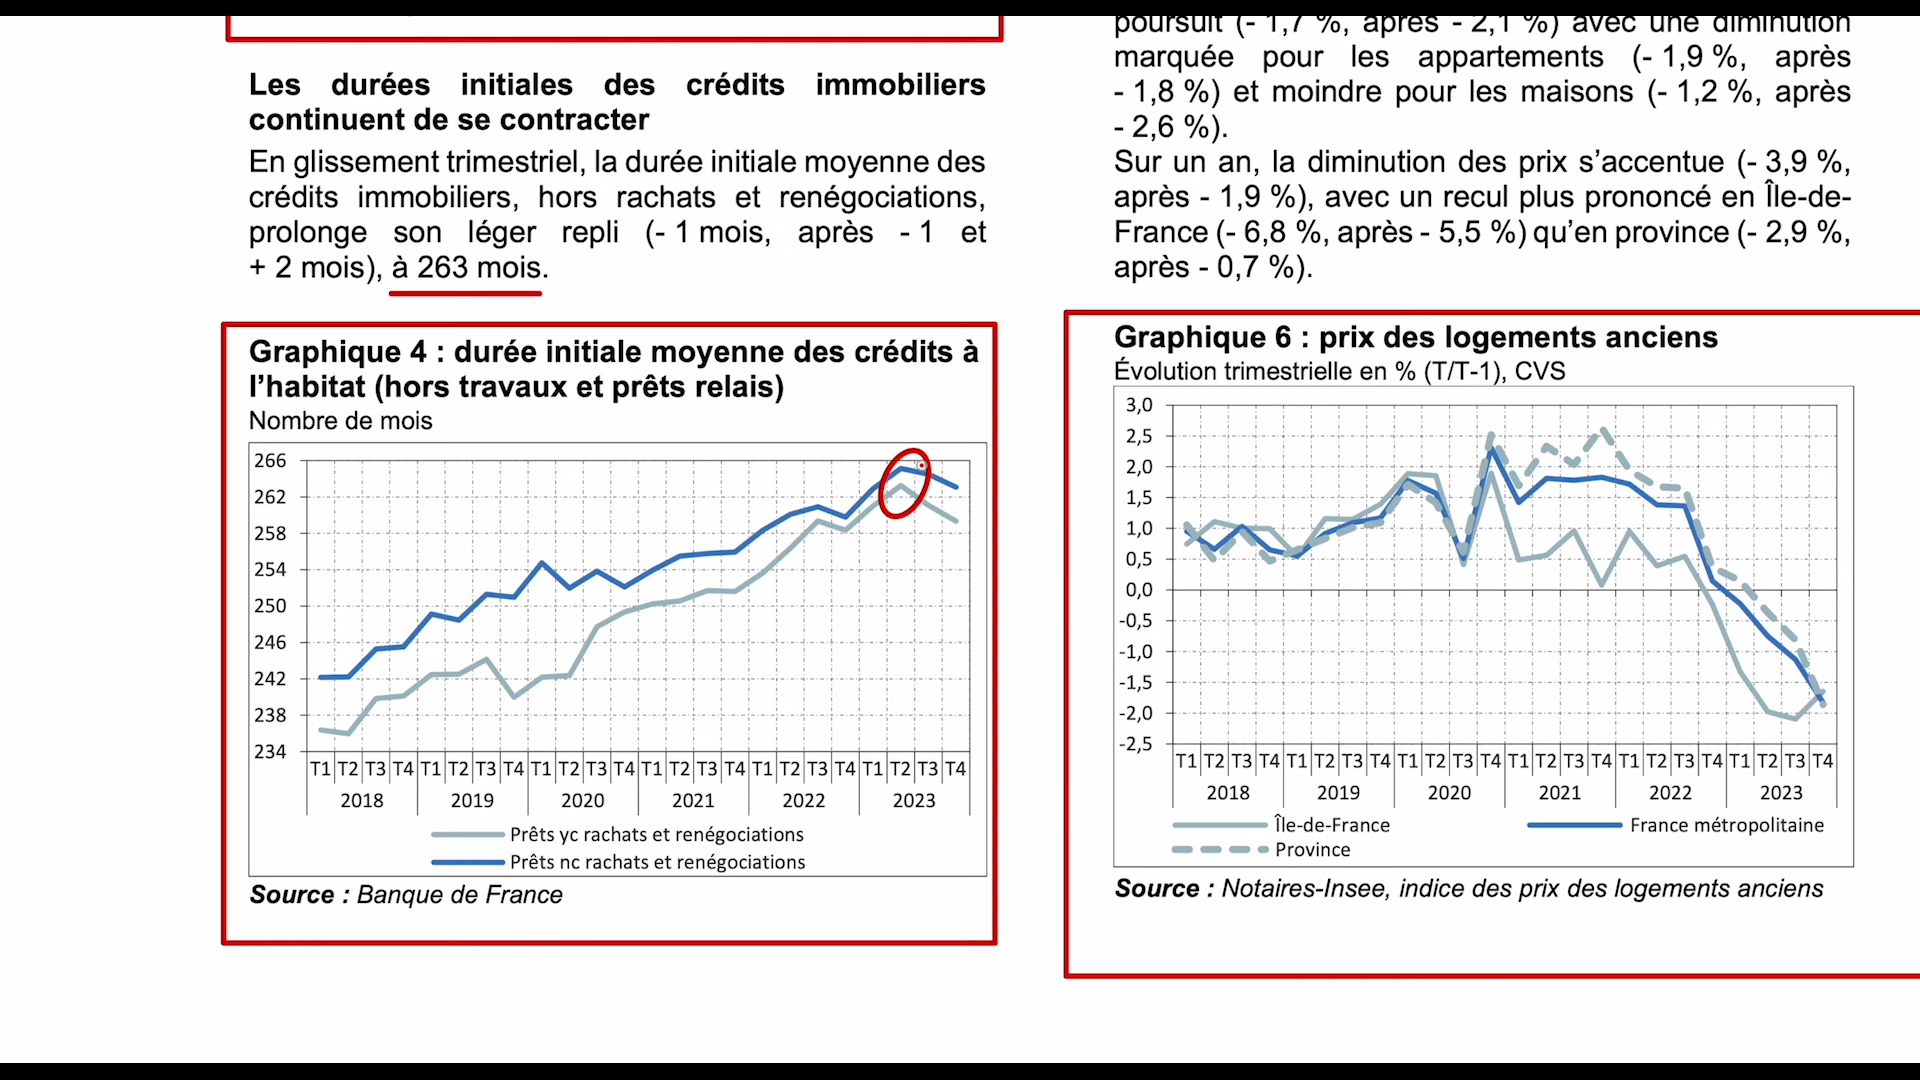 Les durées initiales des crédits immobiliers
continuent de se contracter
En glissement trimestriel, la durée initiale moyenne des
crédits immobiliers, hors rachats et renégociations,
prolonge son léger repli (- 1 mois, après - 1 et
+ 2 mois), à 263 mois.
Graphique 4 : durée initiale moyenne des crédits à
l’habitat (hors travaux et prêts relais)
Nombre de mois
266
262
258
254
250
246
242
238
234
T1 T2 T3 T4 T1 T2 T3 T4 T1 T2 T3 T4 T1 T2 T3 T4 T1 T2 T3 T4 T1 T2 T3 T4
2018 2019 2020 2021 2022 2023
Prêts yc rachats et renégociations
Prêts nc rachats et renégociations
Source : Banque de France
poursuit (- 1,7 %, après - 2,1 %) avec une diminution
marquée pour les appartements (- 1,9 %, après
- 1,8 %) et moindre pour les maisons (- 1,2 %, après
- 2,6 %).
Sur un an, la diminution des prix s’accentue (- 3,9 %,
après - 1,9 %), avec un recul plus prononcé en Île-de-
France (- 6,8 %, après - 5,5 %) qu’en province (- 2,9 %,
après - 0,7 %).
Graphique 6 : prix des logements anciens
Évolution trimestrielle en % (T/T-1), CVS
3,0
2,5
2,0
1,5
1,0
0,5
0,0
-0,5
-1,0
-1,5
-2,0
-2,5
T1 T2 T3 T4 T1 T2 T3 T4 T1 T2 T3 T4 T1 T2 T3 T4 T1 T2 T3 T4 T1 T2 T3 T4
2018 2019 2020 2021 2022 2023
Île-de-France France métropolitaine
Province
Source : Notaires-Insee, indice des prix des logements anciens